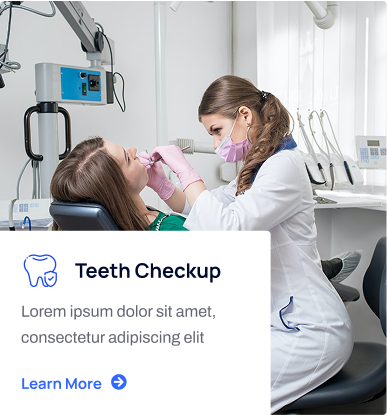 Teeth Checkup
Lorem ipsum dolor sit amet,
consectetur adipiscing elit
Learn More